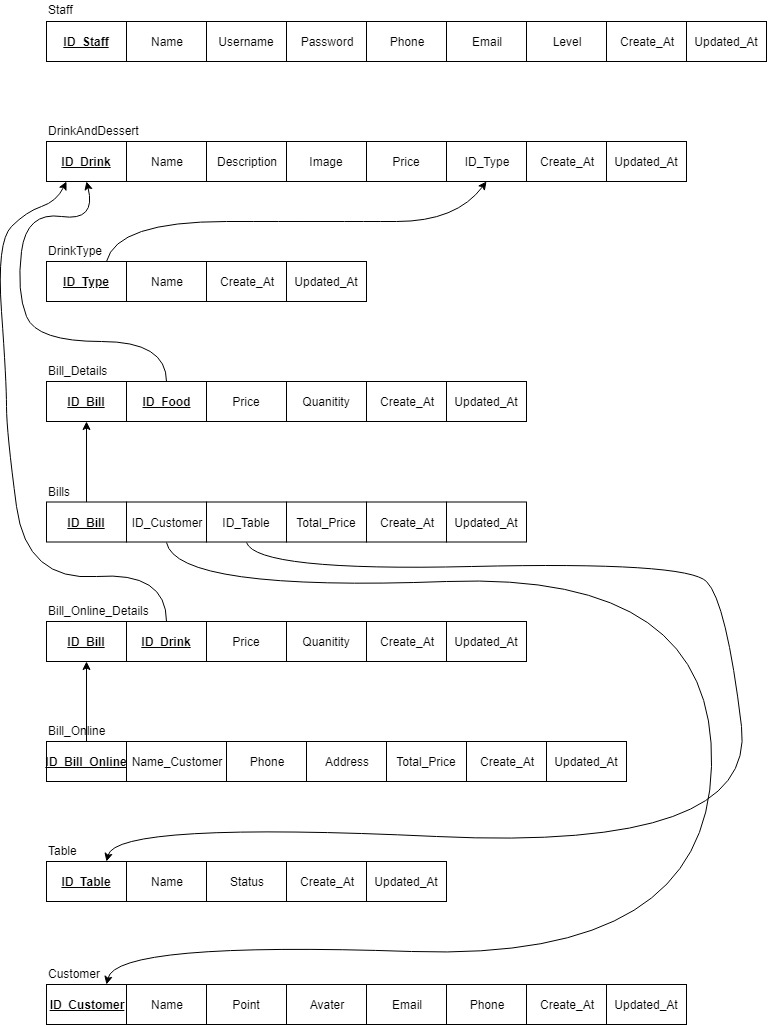 Staff
ID_Staff Name Username Password Phone Email Level Create_At Updated_At
DrinkAndDessert
ID_Drink Name Description Image Price ID_Type Create_At Updated_At
DrinkType
ID_Type Name Create_At Updated_At
Bill_Details
ID_Bill ID_Food Price Quanitity Create_At Updated_At
Bills
ID_Bill ID_Customer ID_Table Total_Price Create_At Updated_At
Bill_Online_Details
ID_Bill ID_Drink Price Quanitity Create_At Updated_At
Bill_Online
ID_Bill_Online Name_Customer Phone Address Total_Price Create_At Updated_At
Table
ID_Table Name Status Create_At Updated_At
Customer
ID_Customer Name Point Avater Email Phone Create_At Updated_At